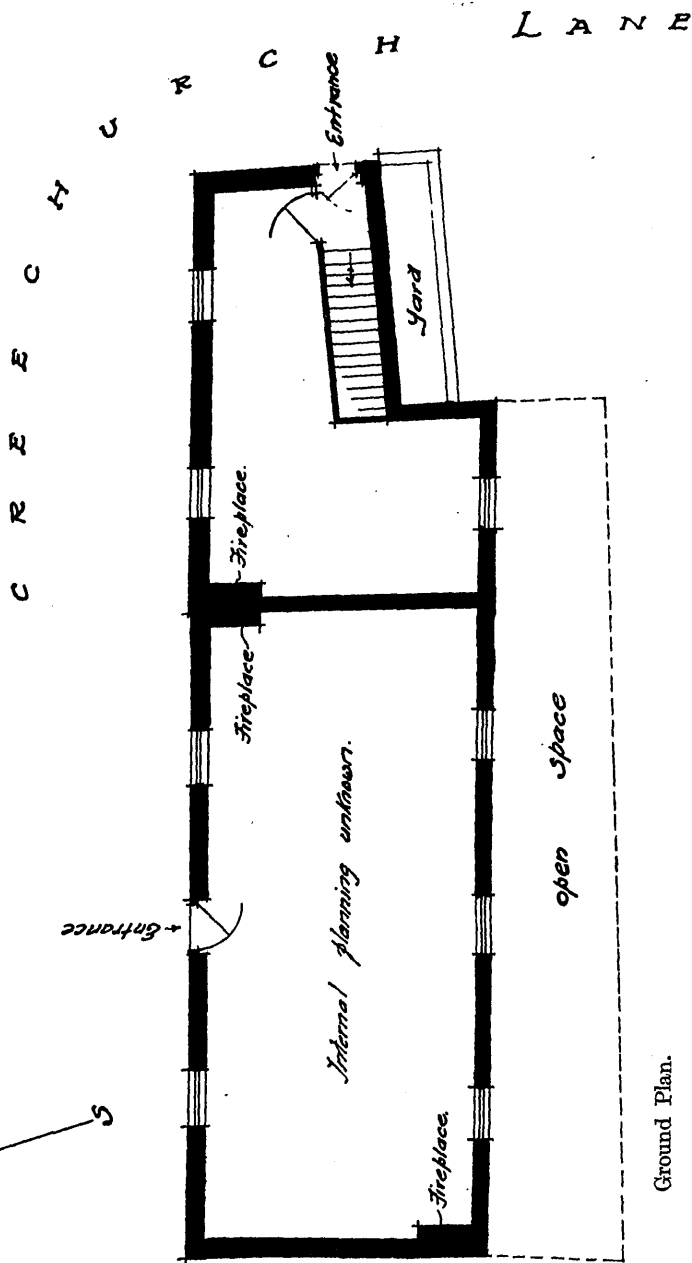 CREECHURCH LANE
Entrance
Yard
Fireplace.
Fireplace
Internal planning unknown.
Entrance
open space
Fireplace.
S
Ground Plan.